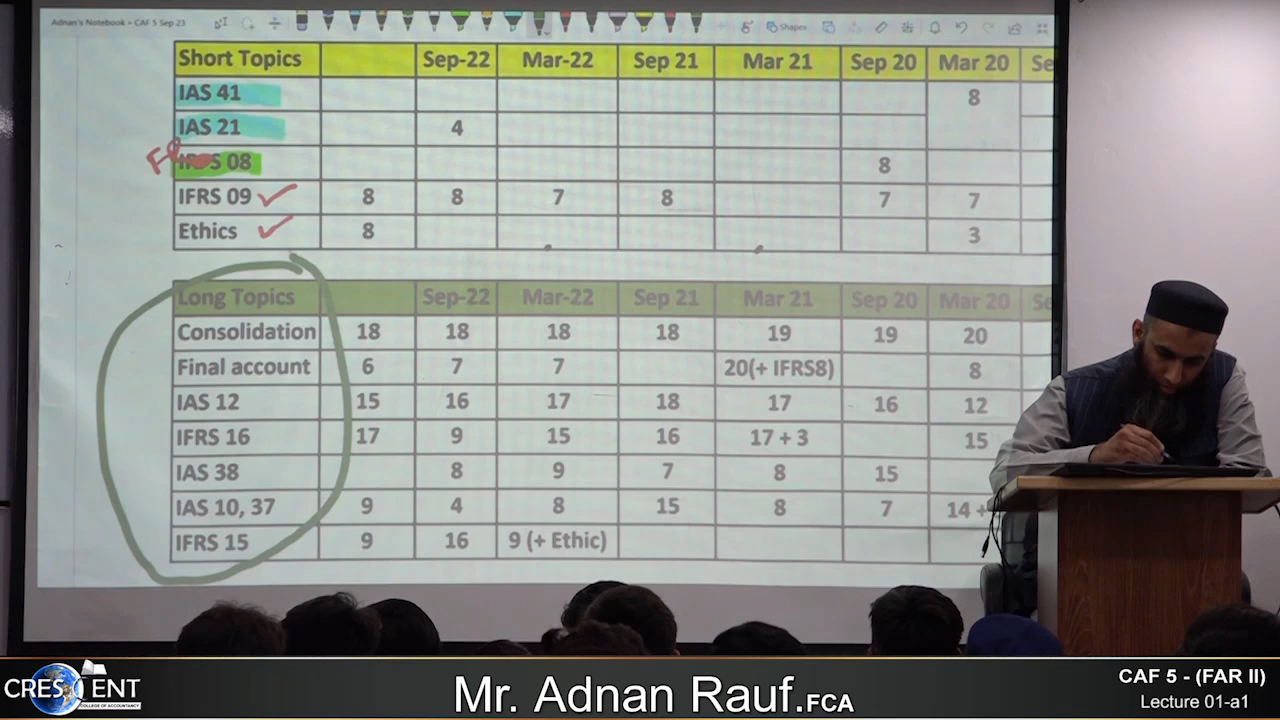 Adnan's Notebook » CAF 5 Sep 23
Shapes
Short Topics Sep-22 Mar-22 Sep 21 Mar 21 Sep 20 Mar 20 Se
IAS 41 8
IAS 21 4
S 08 8
IFRS 09 8 8 7 8 7 7
Ethics 8 3
Long Topics Sep-22 Mar-22 Sep 21 Mar 21 Sep 20 Mar 20 Se
Consolidation 18 18 18 18 19 19 20
Final account 6 7 7 20(+ IFRS8) 8
IAS 12 15 16 17 18 17 16 12
IFRS 16 17 9 15 16 17 + 3 15
IAS 38 8 9 7 8 15
IAS 10, 37 9 4 8 15 8 7 14 +
IFRS 15 9 16 9 (+ Ethic)
CRESCENT
COLLEGE OF ACCOUNTANCY
Mr. Adnan Rauf.FCA
CAF 5 - (FAR II)
Lecture 01-a1